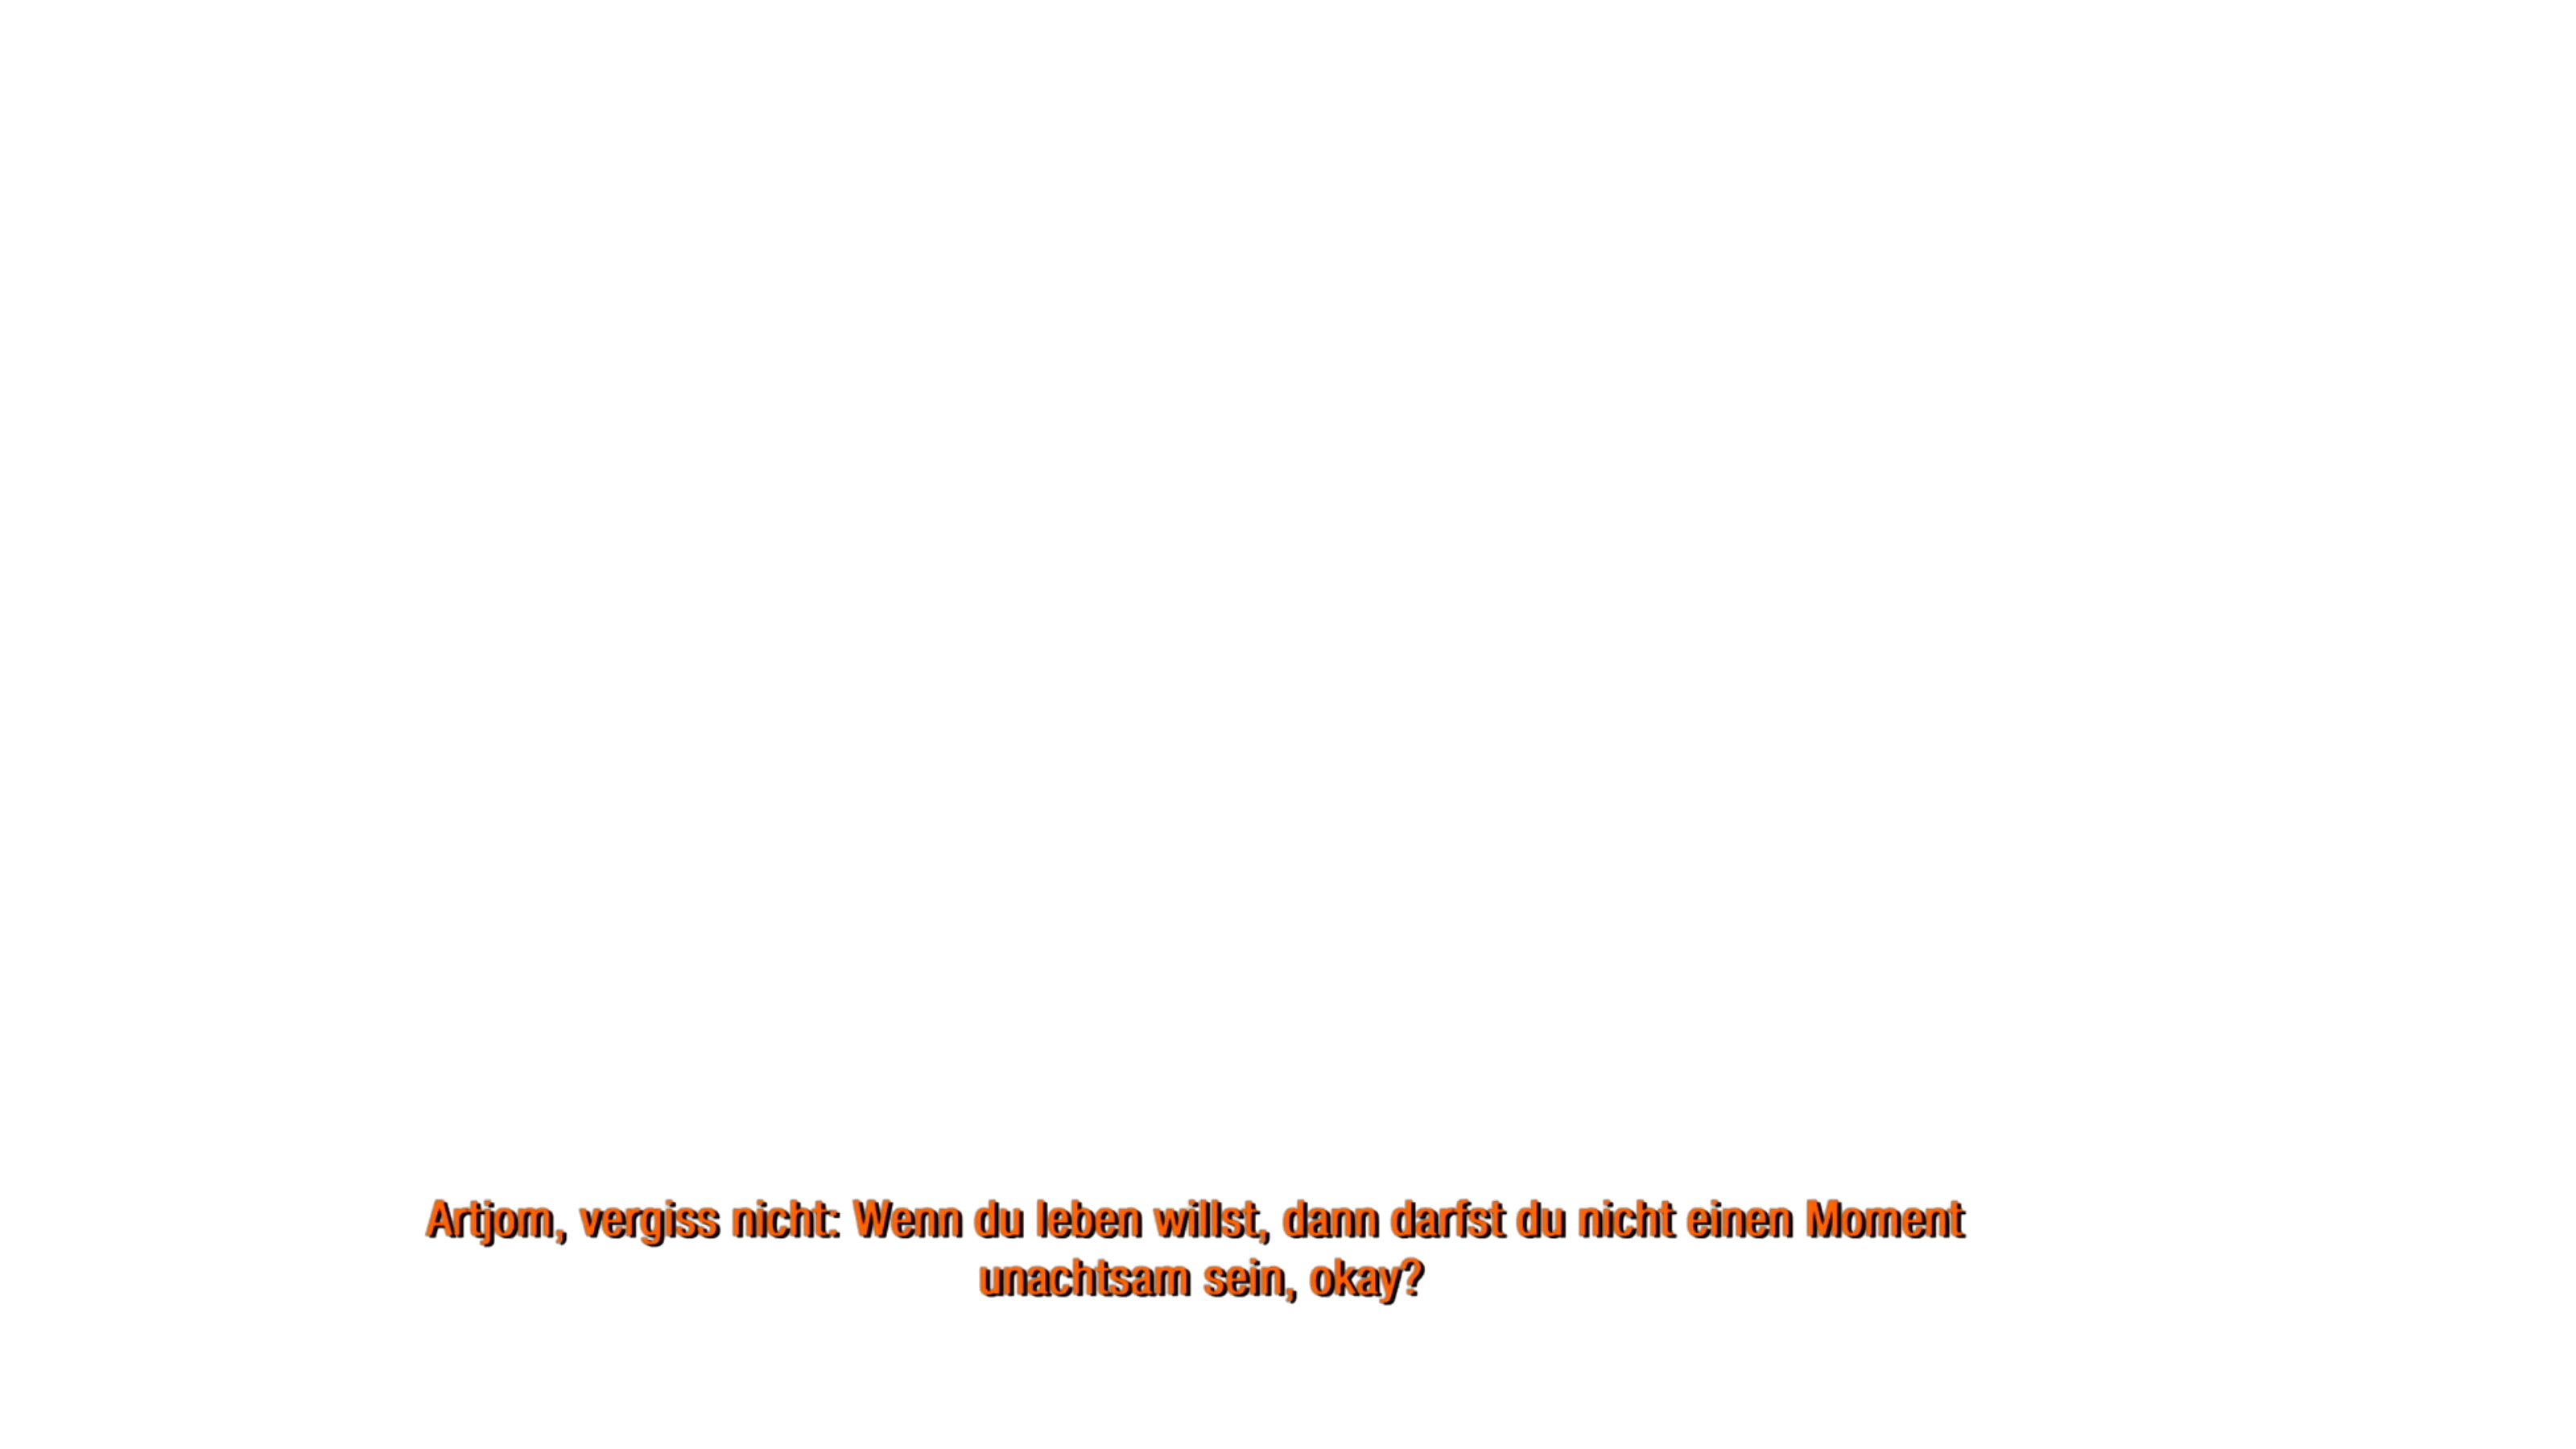 Artjom, vergiss nicht: Wenn du leben willst, dann darfst du nicht einen Moment
unachtsam sein, okay?